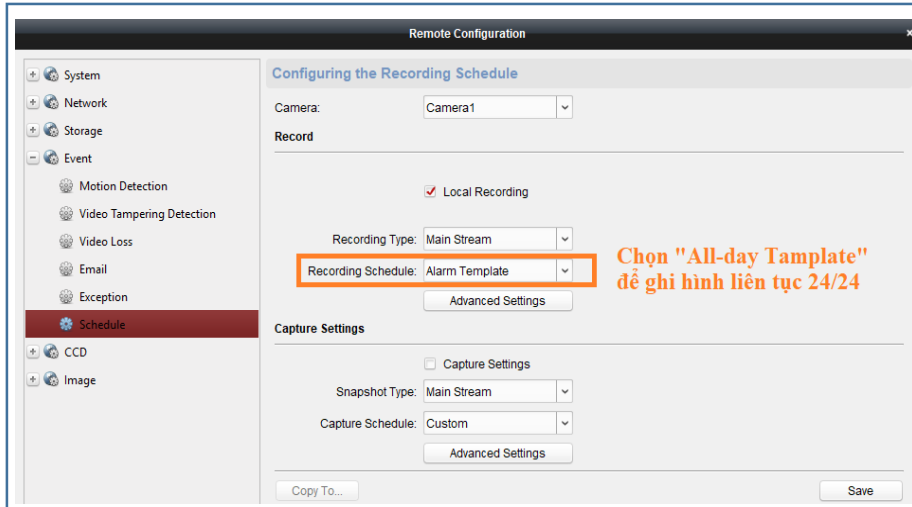 Remote Configuration
×
System
Network
Storage
Event
Motion Detection
Video Tampering Detection
Video Loss
Email
Exception
Schedule
CCD
Image
Configuring the Recording Schedule
Camera: Camera1
Record
Local Recording
Recording Type: Main Stream
Recording Schedule: Alarm Template
Advanced Settings
Chọn "All-day Tamplate"
để ghi hình liên tục 24/24
Capture Settings
Capture Settings
Snapshot Type: Main Stream
Capture Schedule: Custom
Advanced Settings
Copy To...
Save